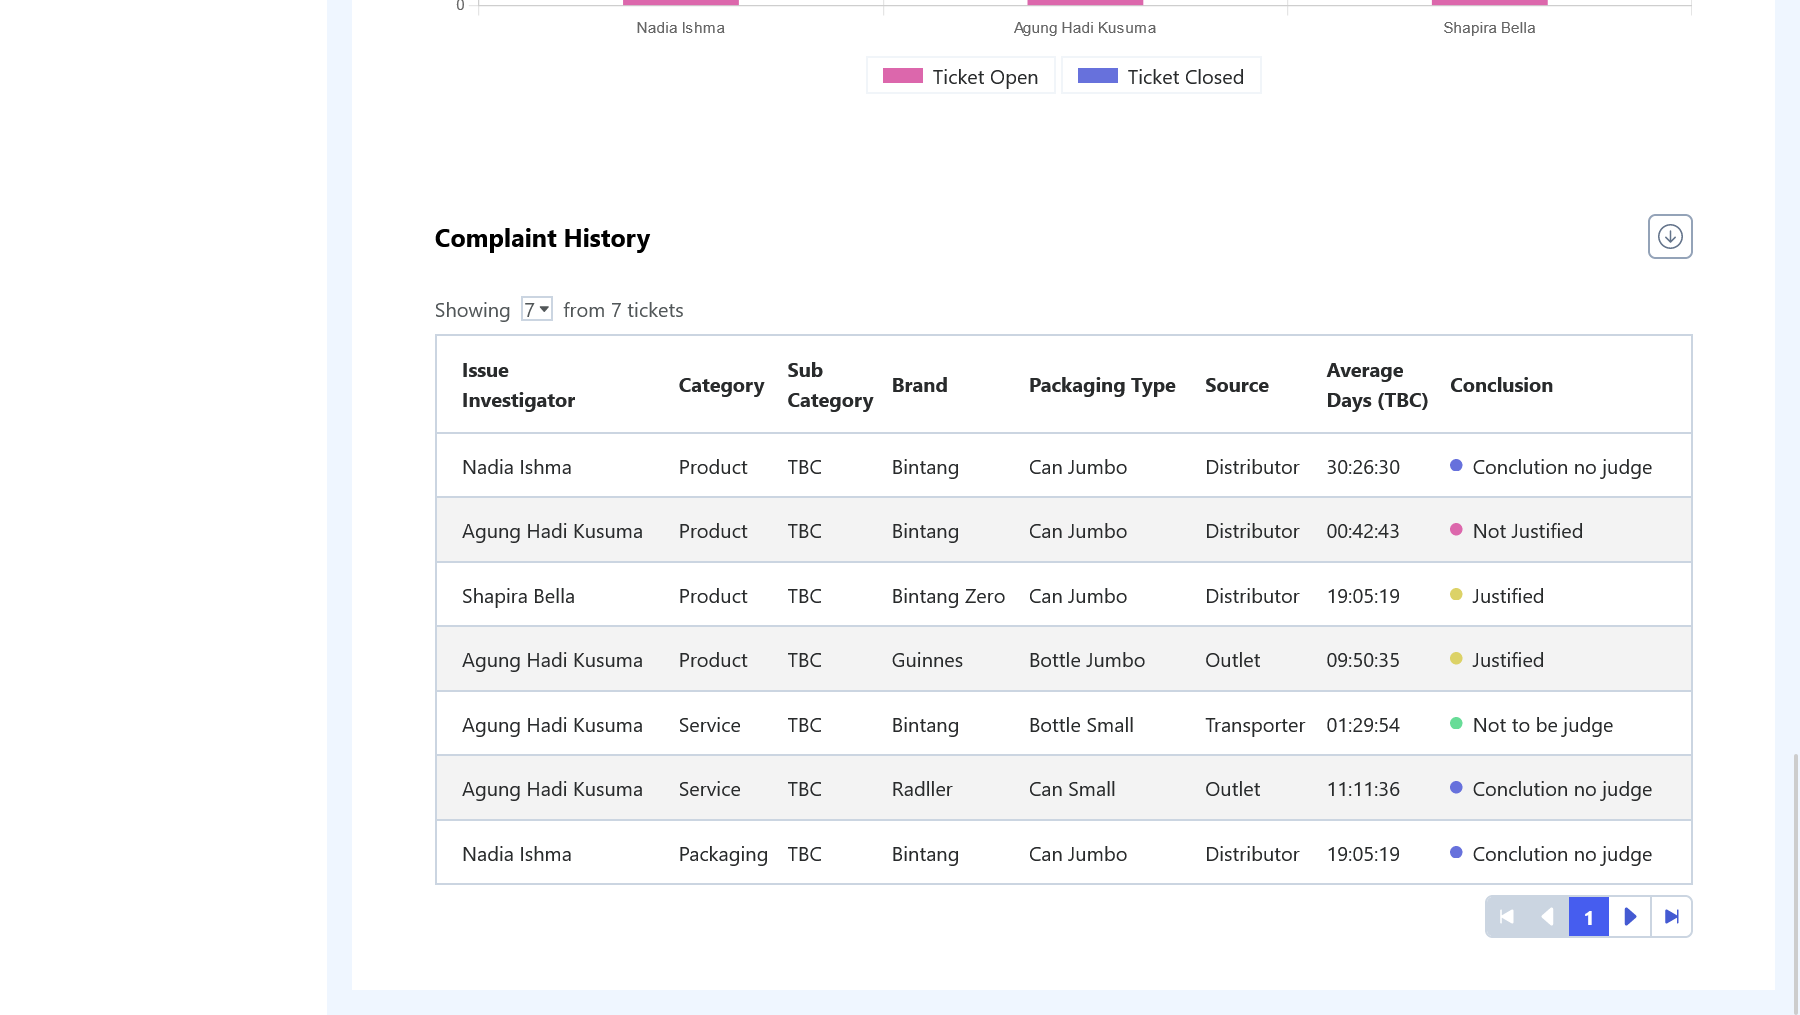 0
Nadia Ishma Agung Hadi Kusuma Shapira Bella
Ticket Open Ticket Closed
Complaint History
Showing 7 from 7 tickets
Issue Investigator Category Sub Category Brand Packaging Type Source Average Days (TBC) Conclusion
Nadia Ishma Product TBC Bintang Can Jumbo Distributor 30:26:30 Conclution no judge
Agung Hadi Kusuma Product TBC Bintang Can Jumbo Distributor 00:42:43 Not Justified
Shapira Bella Product TBC Bintang Zero Can Jumbo Distributor 19:05:19 Justified
Agung Hadi Kusuma Product TBC Guinnes Bottle Jumbo Outlet 09:50:35 Justified
Agung Hadi Kusuma Service TBC Bintang Bottle Small Transporter 01:29:54 Not to be judge
Agung Hadi Kusuma Service TBC Radller Can Small Outlet 11:11:36 Conclution no judge
Nadia Ishma Packaging TBC Bintang Can Jumbo Distributor 19:05:19 Conclution no judge
1